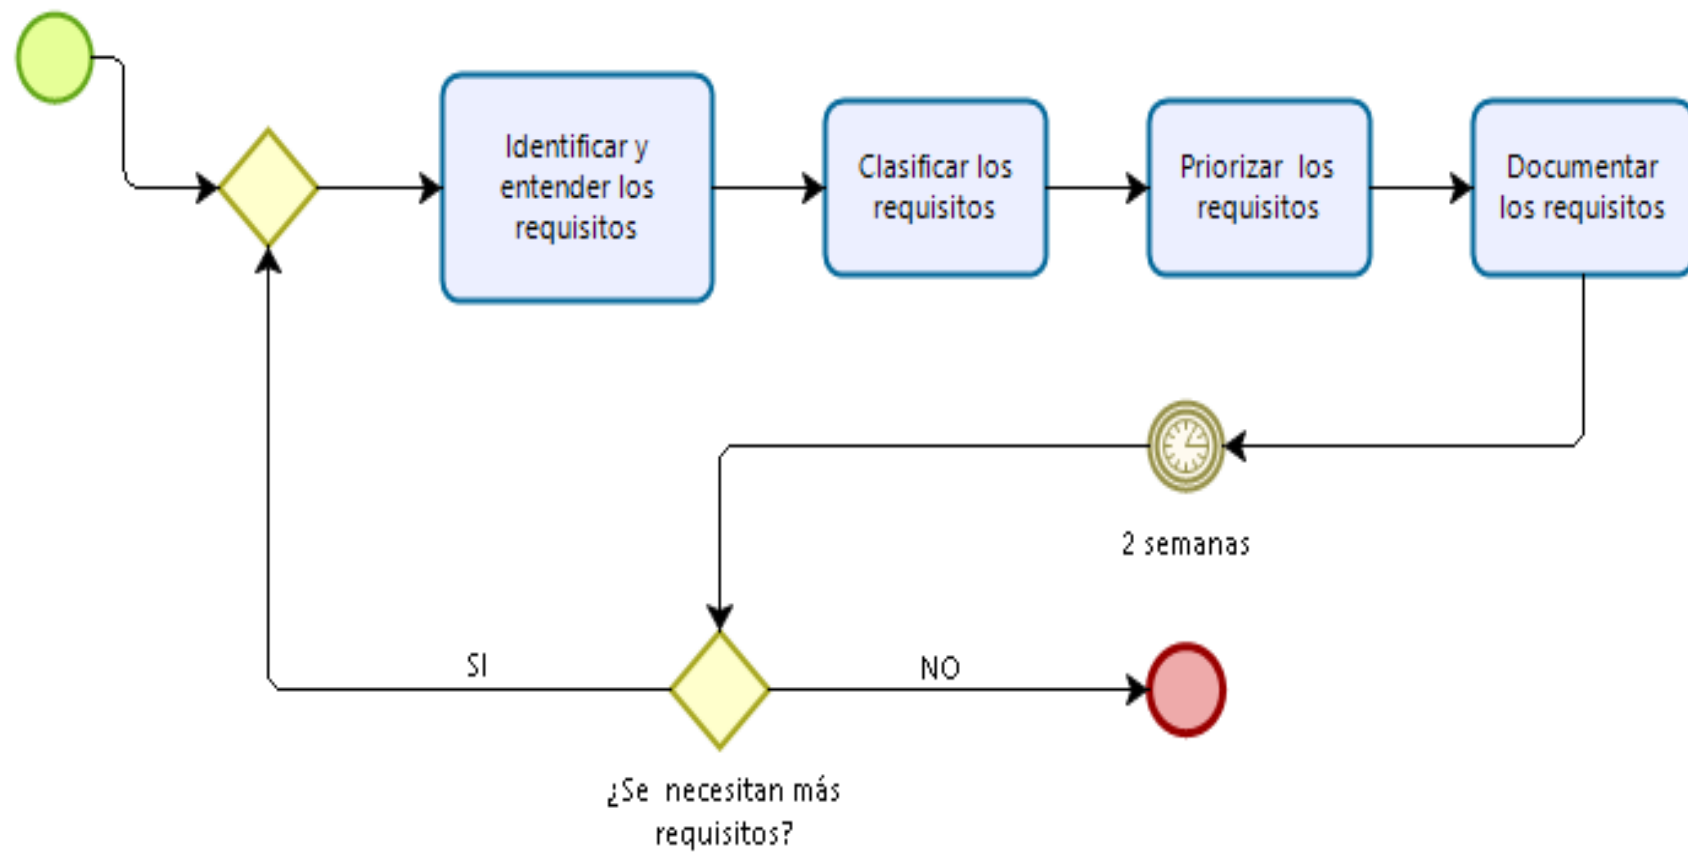 Identificar y
entender los
requisitos
Clasificar los
requisitos
Priorizar los
requisitos
Documentar
los requisitos
2 semanas
SI
NO
¿Se necesitan más
requisitos?